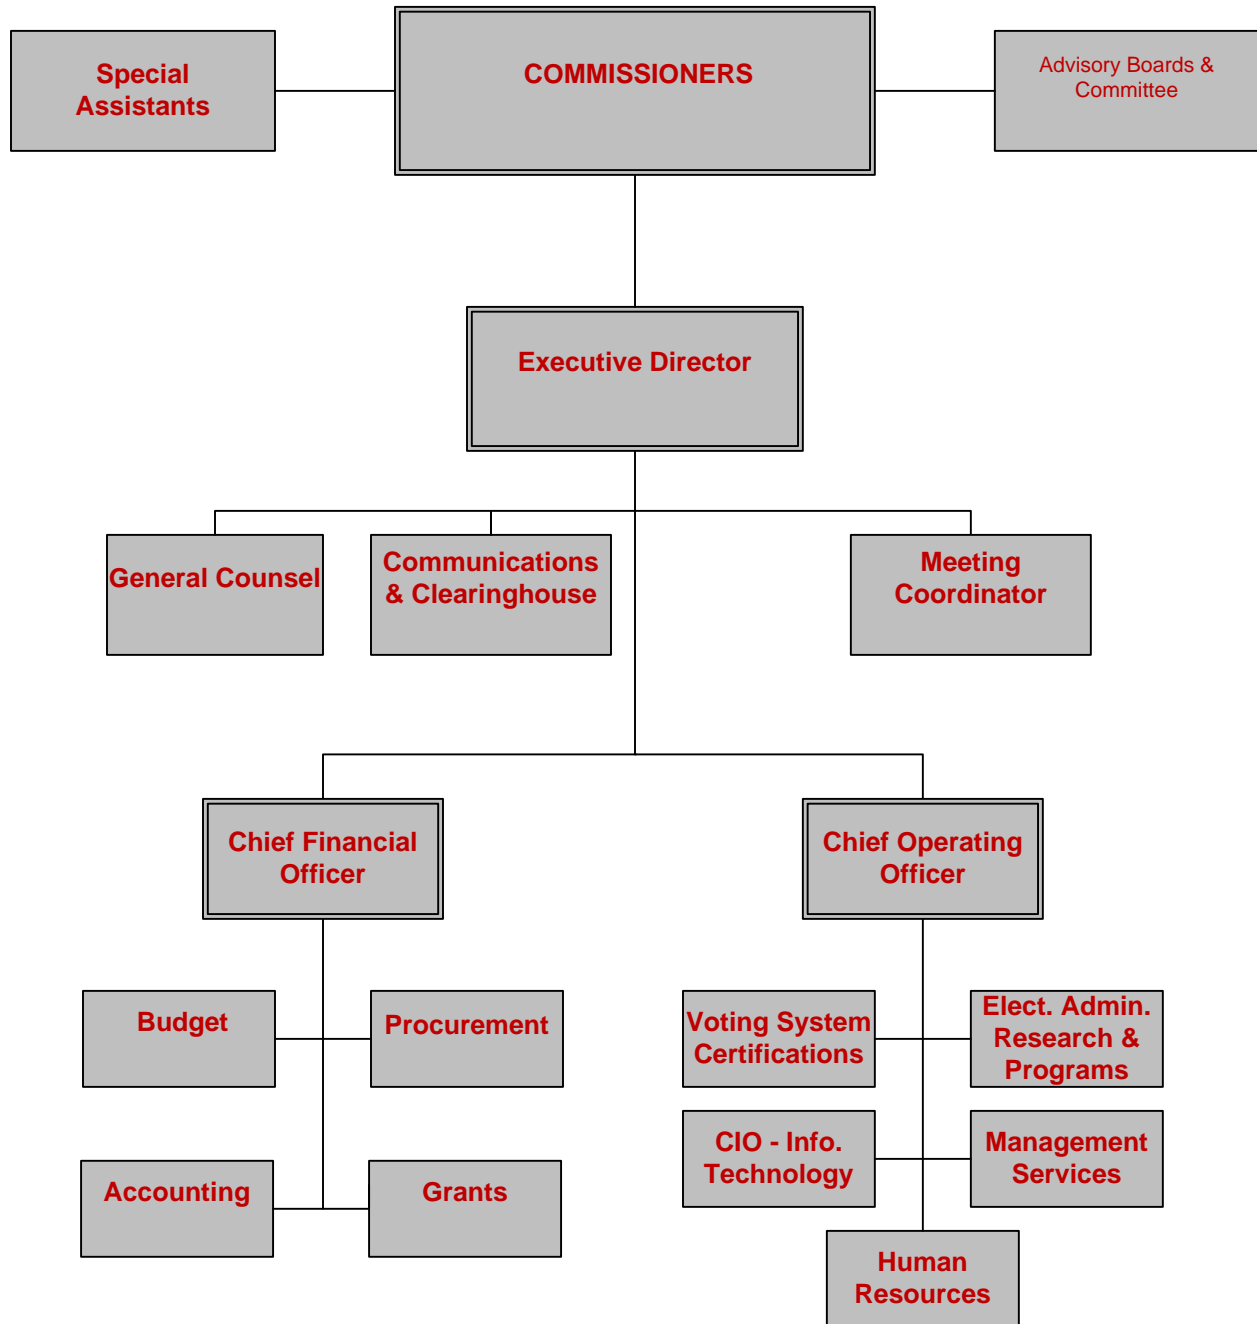 Special
Assistants
COMMISSIONERS
Advisory Boards &
Committee
Executive Director
General Counsel
Communications
& Clearinghouse
Meeting
Coordinator
Chief Financial
Officer
Chief Operating
Officer
Budget
Procurement
Voting System
Certifications
Elect. Admin.
Research &
Programs
Accounting
Grants
CIO - Info.
Technology
Management
Services
Human
Resources